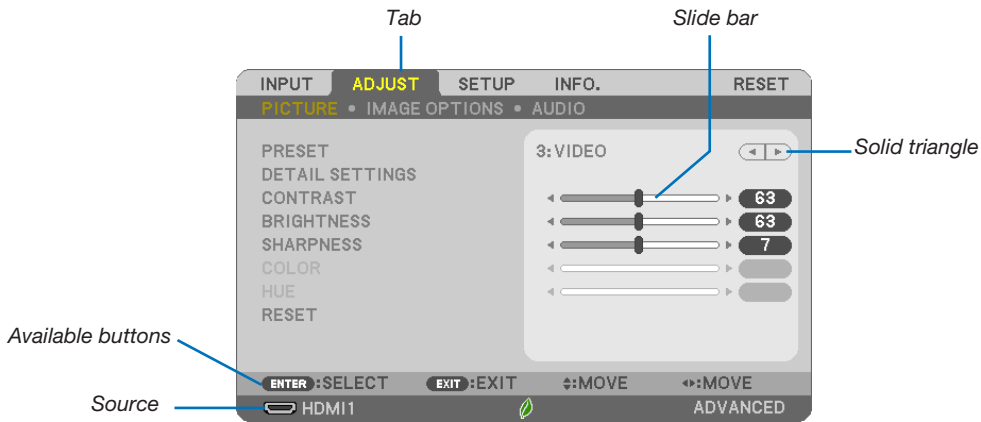 Tab
Slide bar
INPUT ADJUST SETUP INFO. RESET
PICTURE • IMAGE OPTIONS • AUDIO
PRESET 3:VIDEO
Solid triangle
DETAIL SETTINGS
CONTRAST 63
BRIGHTNESS 63
SHARPNESS 7
COLOR
HUE
RESET
Available buttons
ENTER :SELECT EXIT :EXIT :MOVE :MOVE
Source
HDMI1 ADVANCED